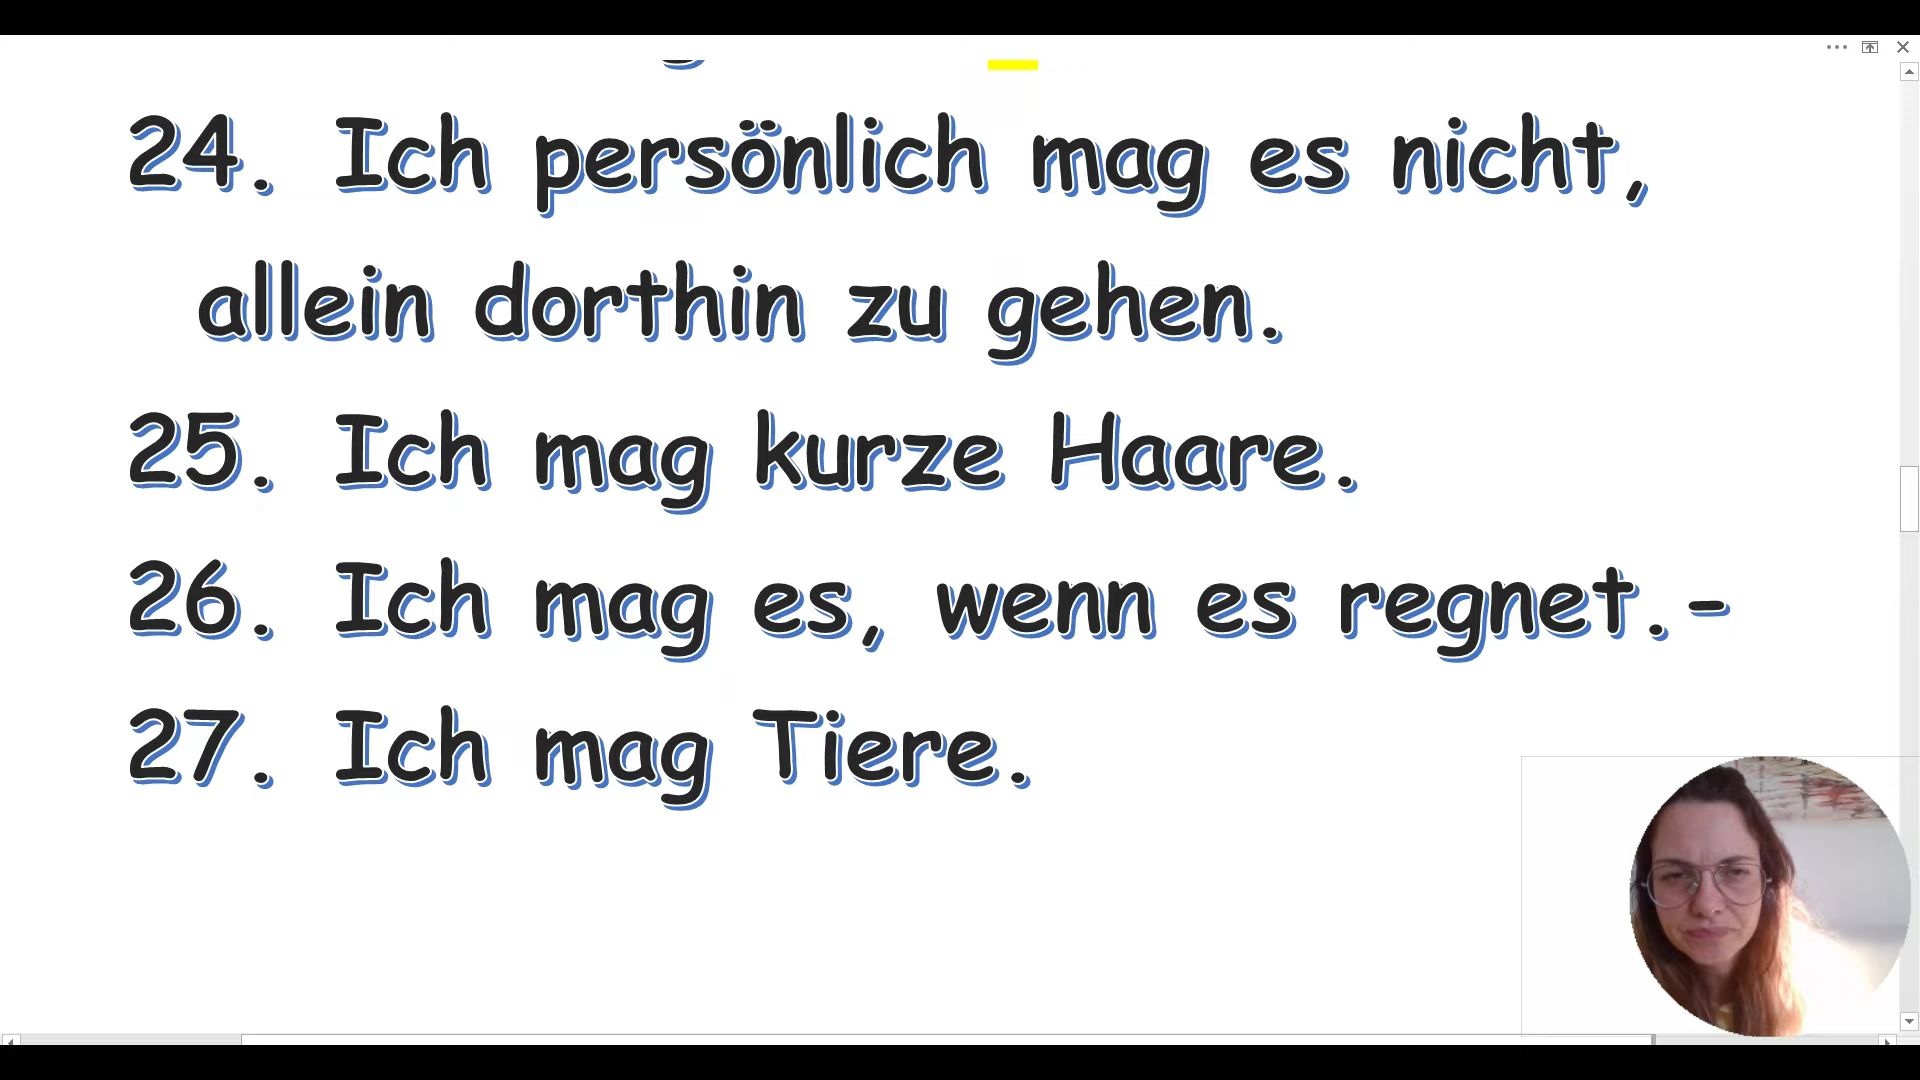 24. Ich persönlich mag es nicht,
allein dorthin zu gehen.
25. Ich mag kurze Haare.
26. Ich mag es, wenn es regnet.-
27. Ich mag Tiere.